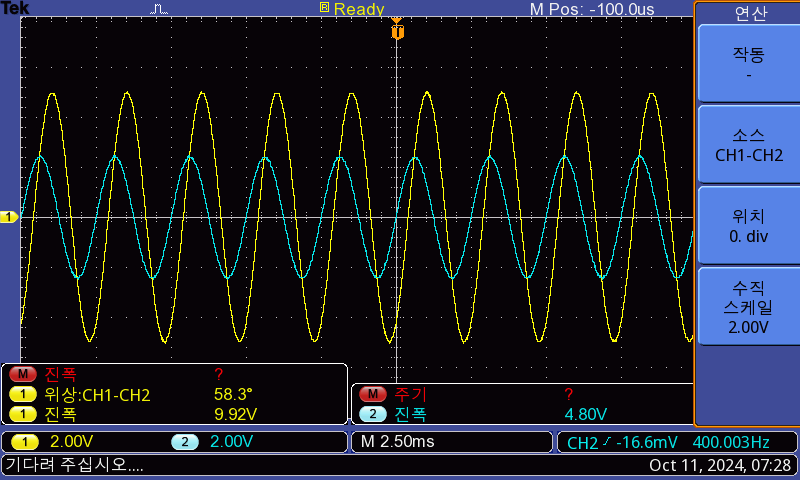 Tek R Ready M Pos: -100.0us
T
연산
작동
-
소스
CH1-CH2
위치
0. div
수직
스케일
2.00V
1
M 진폭 ?
1 위상:CH1-CH2 58.3°
1 진폭 9.92V
M 주기 ?
2 진폭 4.80V
1 2.00V 2 2.00V M 2.50ms CH2 -16.6mV 400.003Hz
기다려 주십시오.... Oct 11, 2024, 07:28